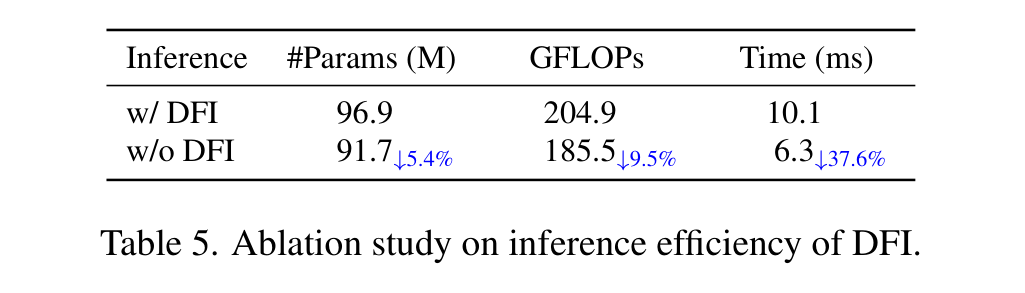 Inference #Params (M) GFLOPs Time (ms)
w/ DFI 96.9 204.9 10.1
w/o DFI 91.7↓5.4% 185.5↓9.5% 6.3↓37.6%
Table 5. Ablation study on inference efficiency of DFI.